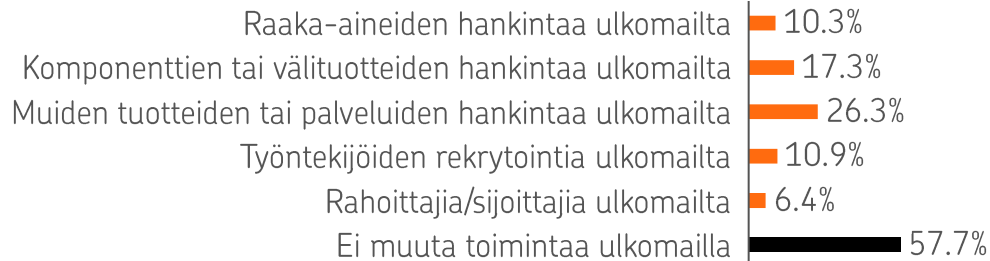 Raaka-aineiden hankintaa ulkomailta 10.3%
Komponenttien tai välituotteiden hankintaa ulkomailta 17.3%
Muiden tuotteiden tai palveluiden hankintaa ulkomailta 26.3%
Työntekijöiden rekrytointia ulkomailta 10.9%
Rahoittajia/sijoittajia ulkomailta 6.4%
Ei muuta toimintaa ulkomailla 57.7%